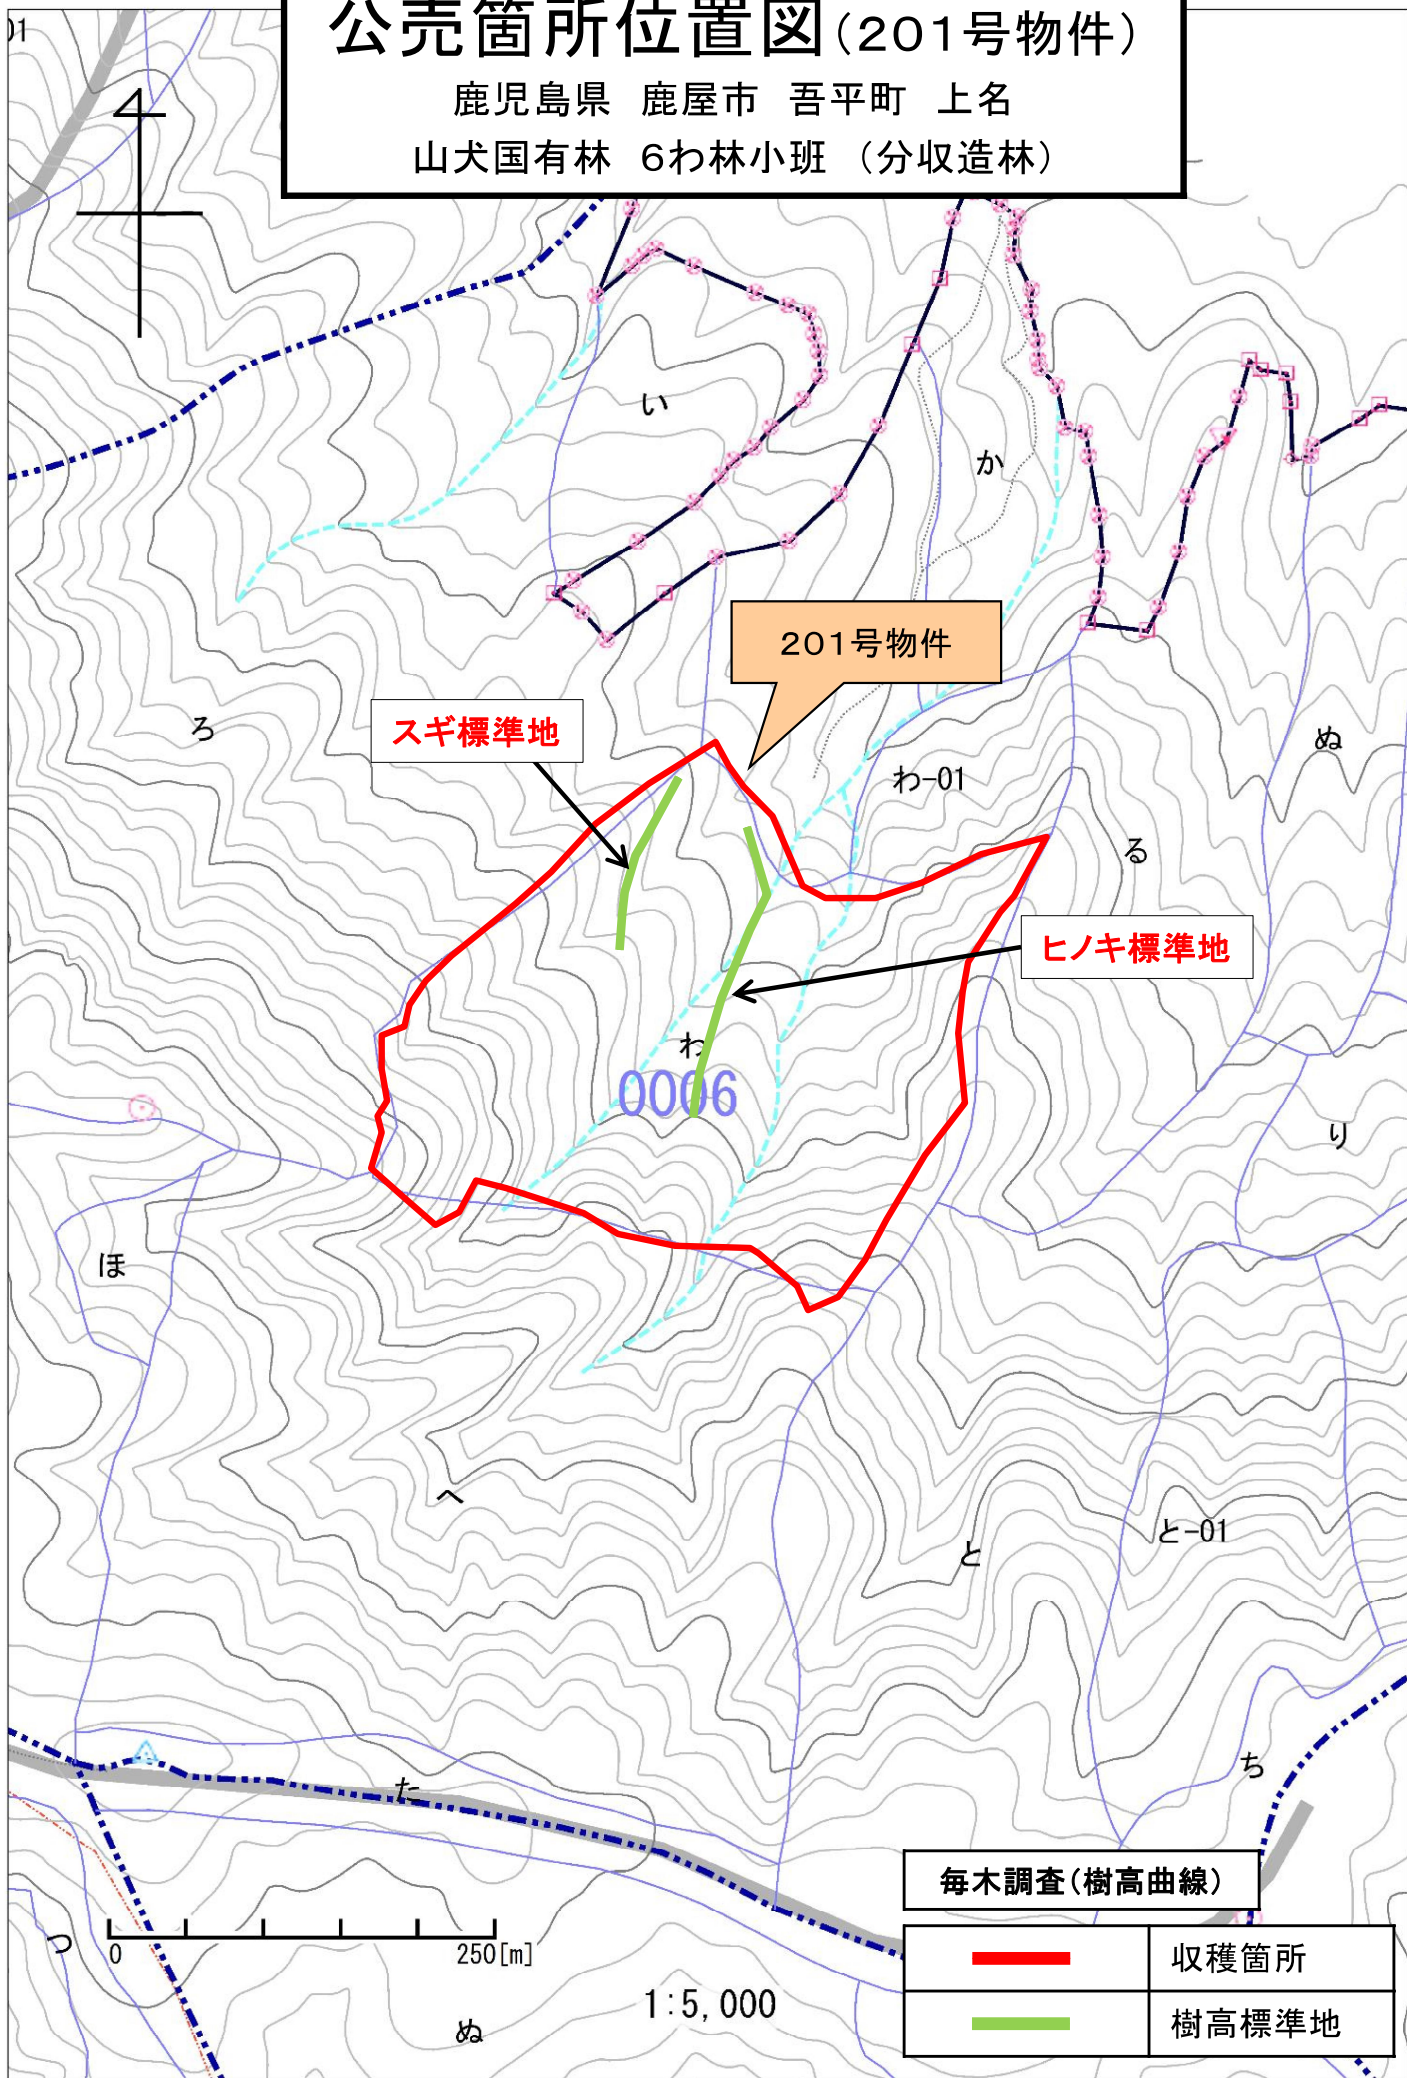 公売箇所位置図（２０１号物件）
鹿児島県　鹿屋市　吾平町　上名
山犬国有林　６わ林小班　（分収造林）
01
い
か
２０１号物件
スギ標準地
ろ
ぬ
わ-01
る
ヒノキ標準地
わ
0006
り
ほ
へ
と
と-01
ち
た
毎木調査（樹高曲線）
収穫箇所
樹高標準地
つ
0
250[m]
1:5,000
ぬ